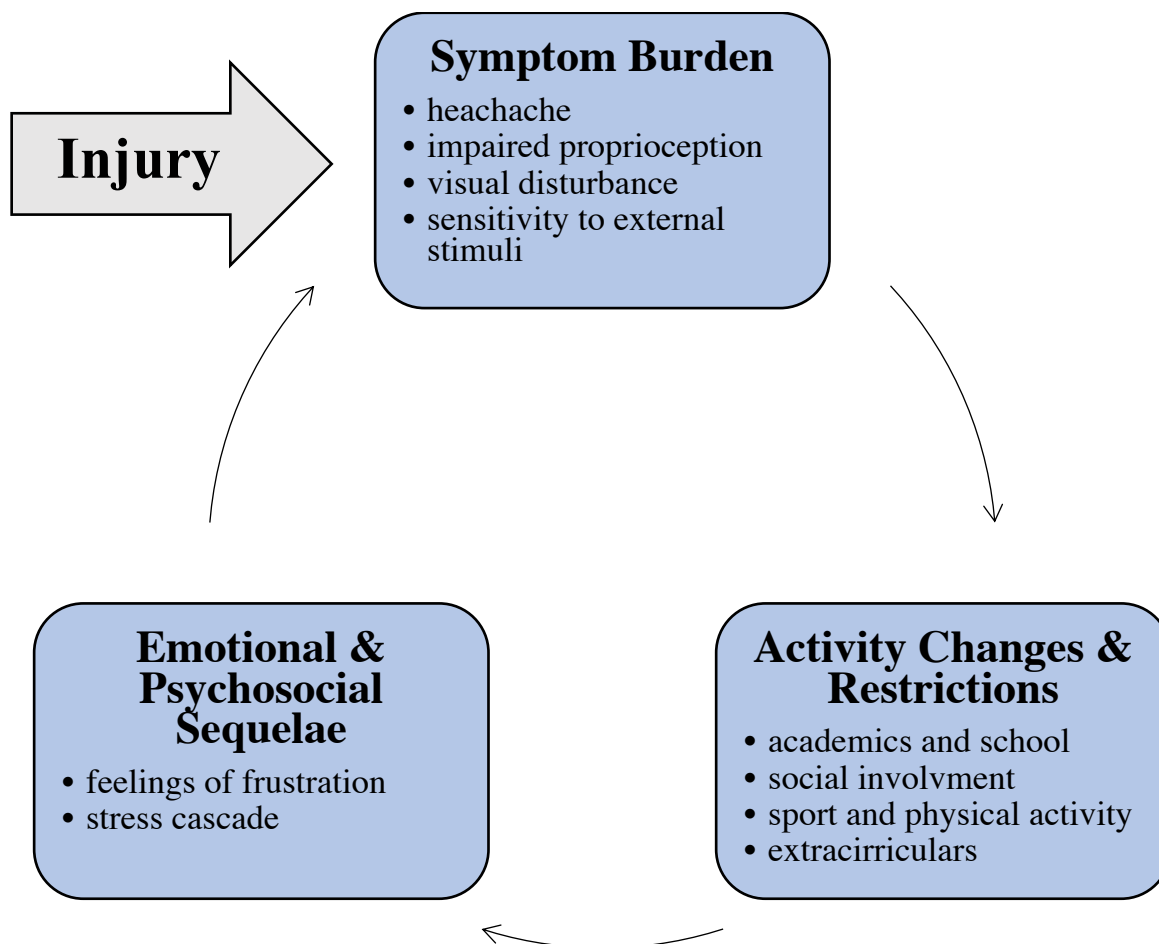 Injury
Symptom Burden
• heachache
• impaired proprioception
• visual disturbance
• sensitivity to external
stimuli
Emotional &
Psychosocial
Sequelae
• feelings of frustration
• stress cascade
Activity Changes &
Restrictions
• academics and school
• social involvment
• sport and physical activity
• extracirriculars